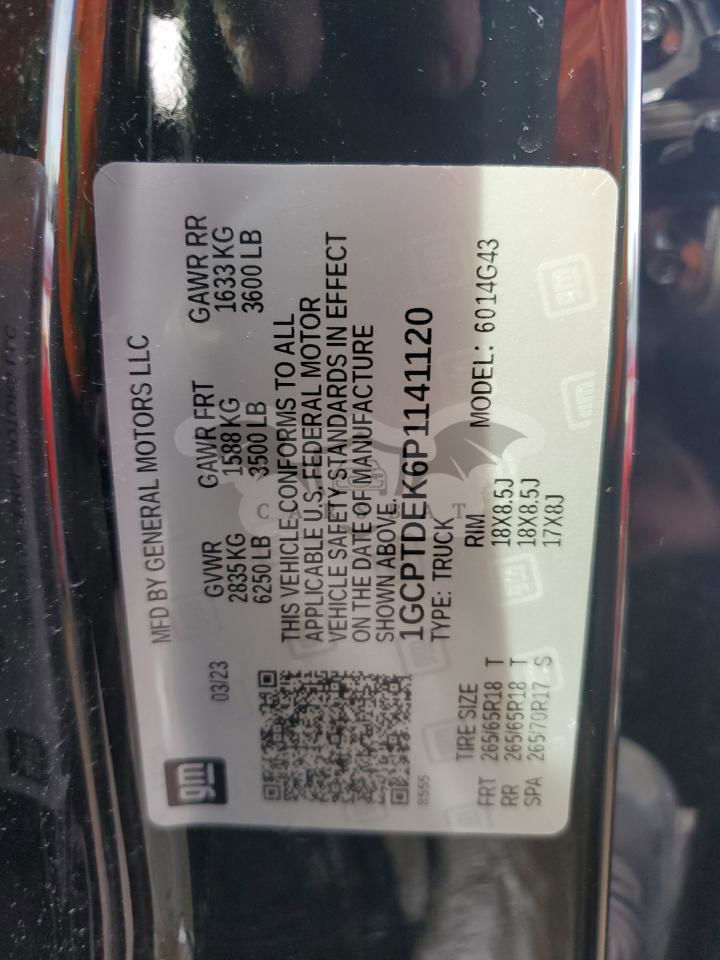 gm
MFD BY GENERAL MOTORS LLC
03/23
GVWR GAWR FRT GAWR RR
2835 KG 1588 KG 1633 KG
6250 LB 3500 LB 3600 LB
THIS VEHICLE CONFORMS TO ALL
APPLICABLE U.S. FEDERAL MOTOR
VEHICLE SAFETY STANDARDS IN EFFECT
ON THE DATE OF MANUFACTURE
SHOWN ABOVE.
8555
1GCPTDEK6P1141120
TYPE: TRUCK MODEL: 6014G43
TIRE SIZE RIM
FRT 265/65R18 T 18X8.5J
RR 265/65R18 T 18X8.5J
SPA 265/70R17 S 17X8J